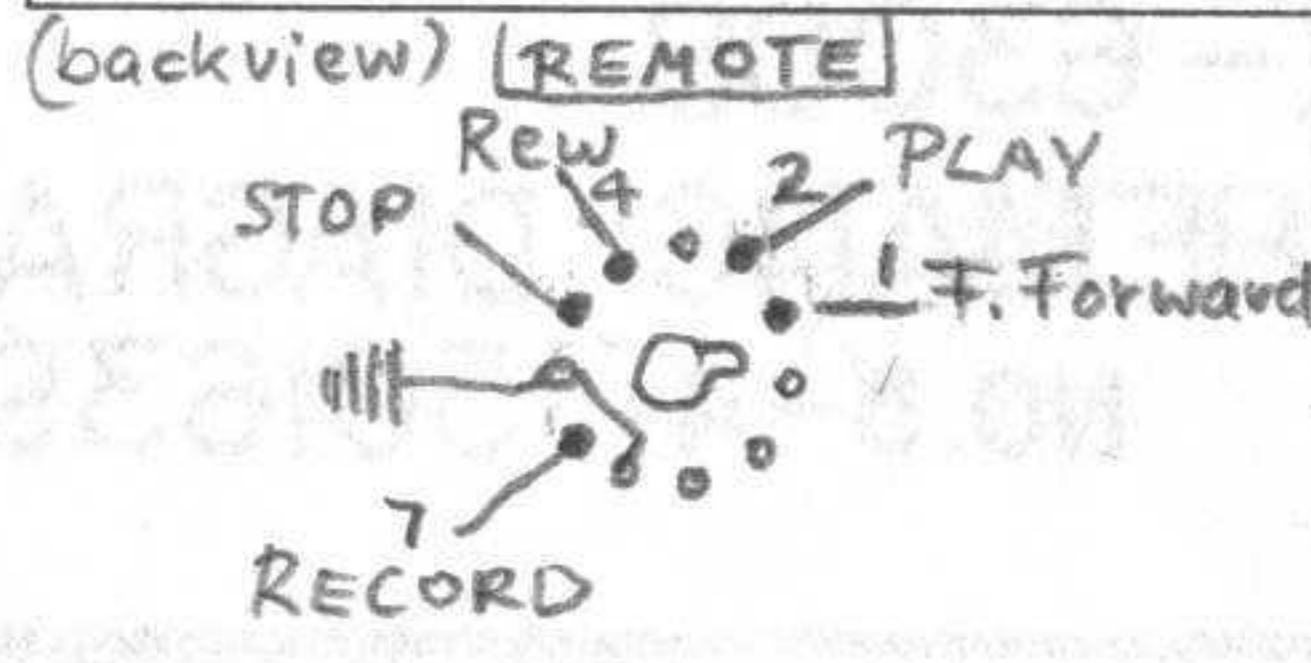 (backview) REMOTE
Rew
4
2
PLAY
STOP
1
F. Forward
7
RECORD